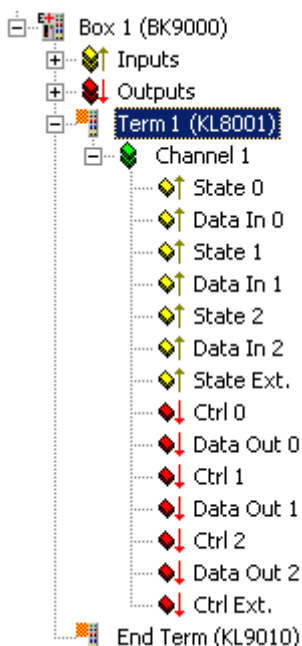 Box 1 (BK9000)
Inputs
Outputs
Term 1 (KL8001)
Channel 1
State 0
Data In 0
State 1
Data In 1
State 2
Data In 2
State Ext.
Ctrl 0
Data Out 0
Ctrl 1
Data Out 1
Ctrl 2
Data Out 2
Ctrl Ext.
End Term (KL9010)